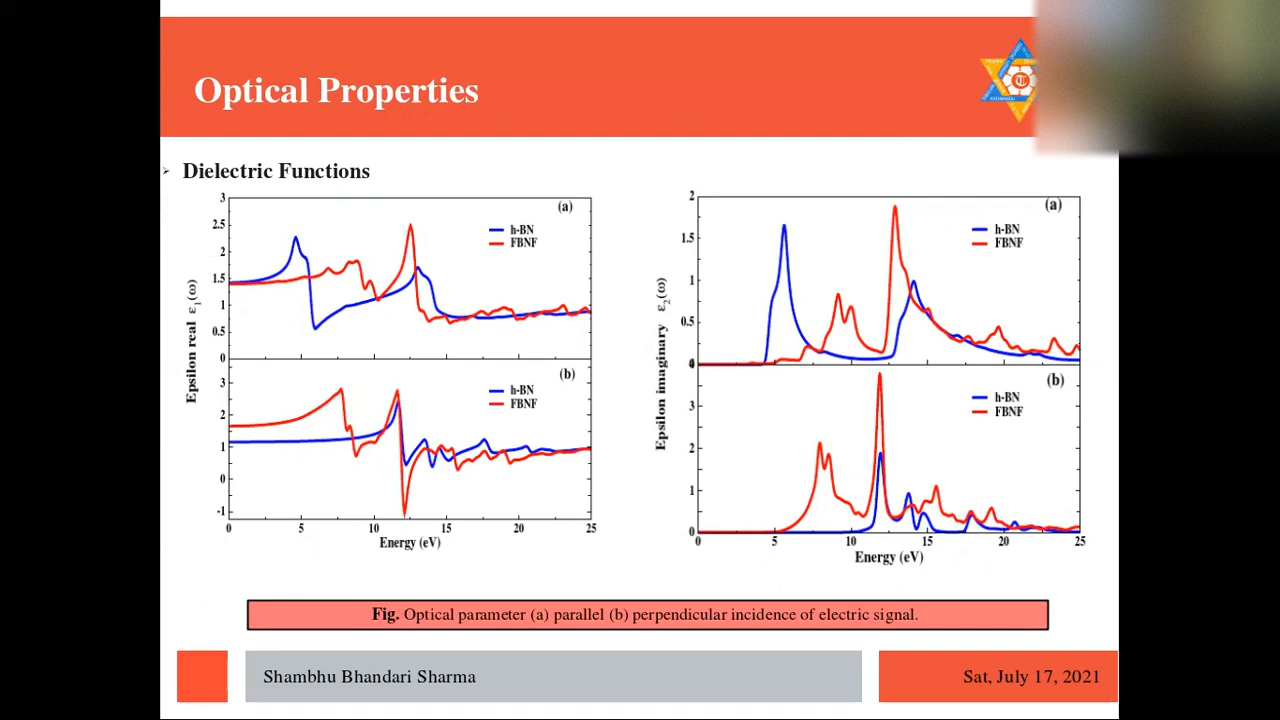 Optical Properties
Dielectric Functions
3
2.5
2
1.5
1
0.5
0
(a)
h-BN
FBNF
Epsilon real ε₁(ω)
3
2
1
0
-1
(b)
h-BN
FBNF
0 5 10 15 20 25
Energy (eV)
2
1.5
1
0.5
(a)
h-BN
FBNF
Epsilon imaginary ε₂(ω)
3
2
1
0
(b)
h-BN
FBNF
0 5 10 15 20 25
Energy (eV)
Fig. Optical parameter (a) parallel (b) perpendicular incidence of electric signal.
Shambhu Bhandari Sharma
Sat, July 17, 2021